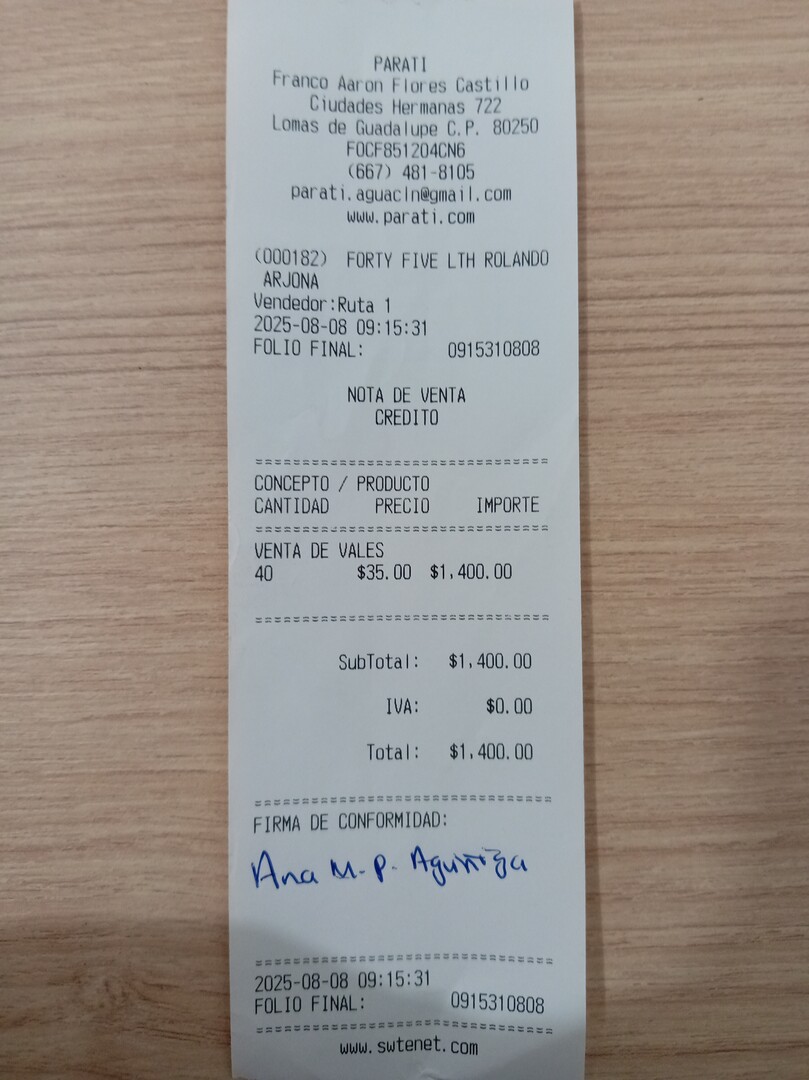 PARATI
Franco Aaron Flores Castillo
Ciudades Hermanas 722
Lomas de Guadalupe C.P. 80250
FOCF851204CN6
(667) 481-8105
parati.aguacln@gmail.com
www.parati.com
(000182) FORTY FIVE LTH ROLANDO
ARJONA
Vendedor:Ruta 1
2025-08-08 09:15:31
FOLIO FINAL: 0915310808
NOTA DE VENTA
CREDITO
================================
CONCEPTO / PRODUCTO
CANTIDAD PRECIO IMPORTE
================================
VENTA DE VALES
40 $35.00 $1,400.00
================================
SubTotal: $1,400.00
IVA: $0.00
Total: $1,400.00
================================
FIRMA DE CONFORMIDAD:
Ana M.P. Aguiñiga
================================
2025-08-08 09:15:31
FOLIO FINAL: 0915310808
================================
www.swtenet.com